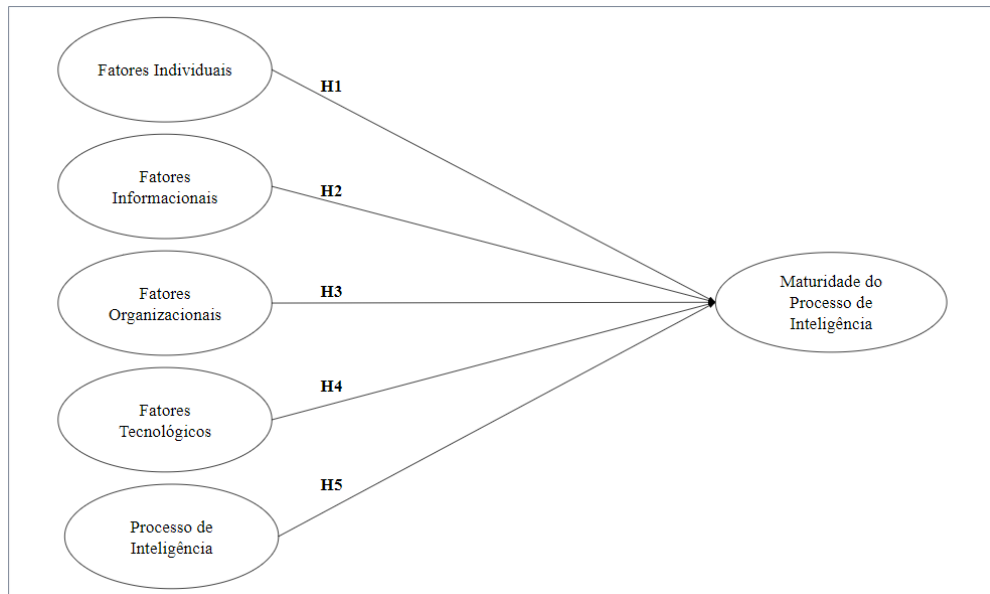 Fatores Individuais
H1
Fatores
Informacionais
H2
Fatores
Organizacionais
H3
Fatores
Tecnológicos
H4
Processo de
Inteligência
H5
Maturidade do
Processo de
Inteligência